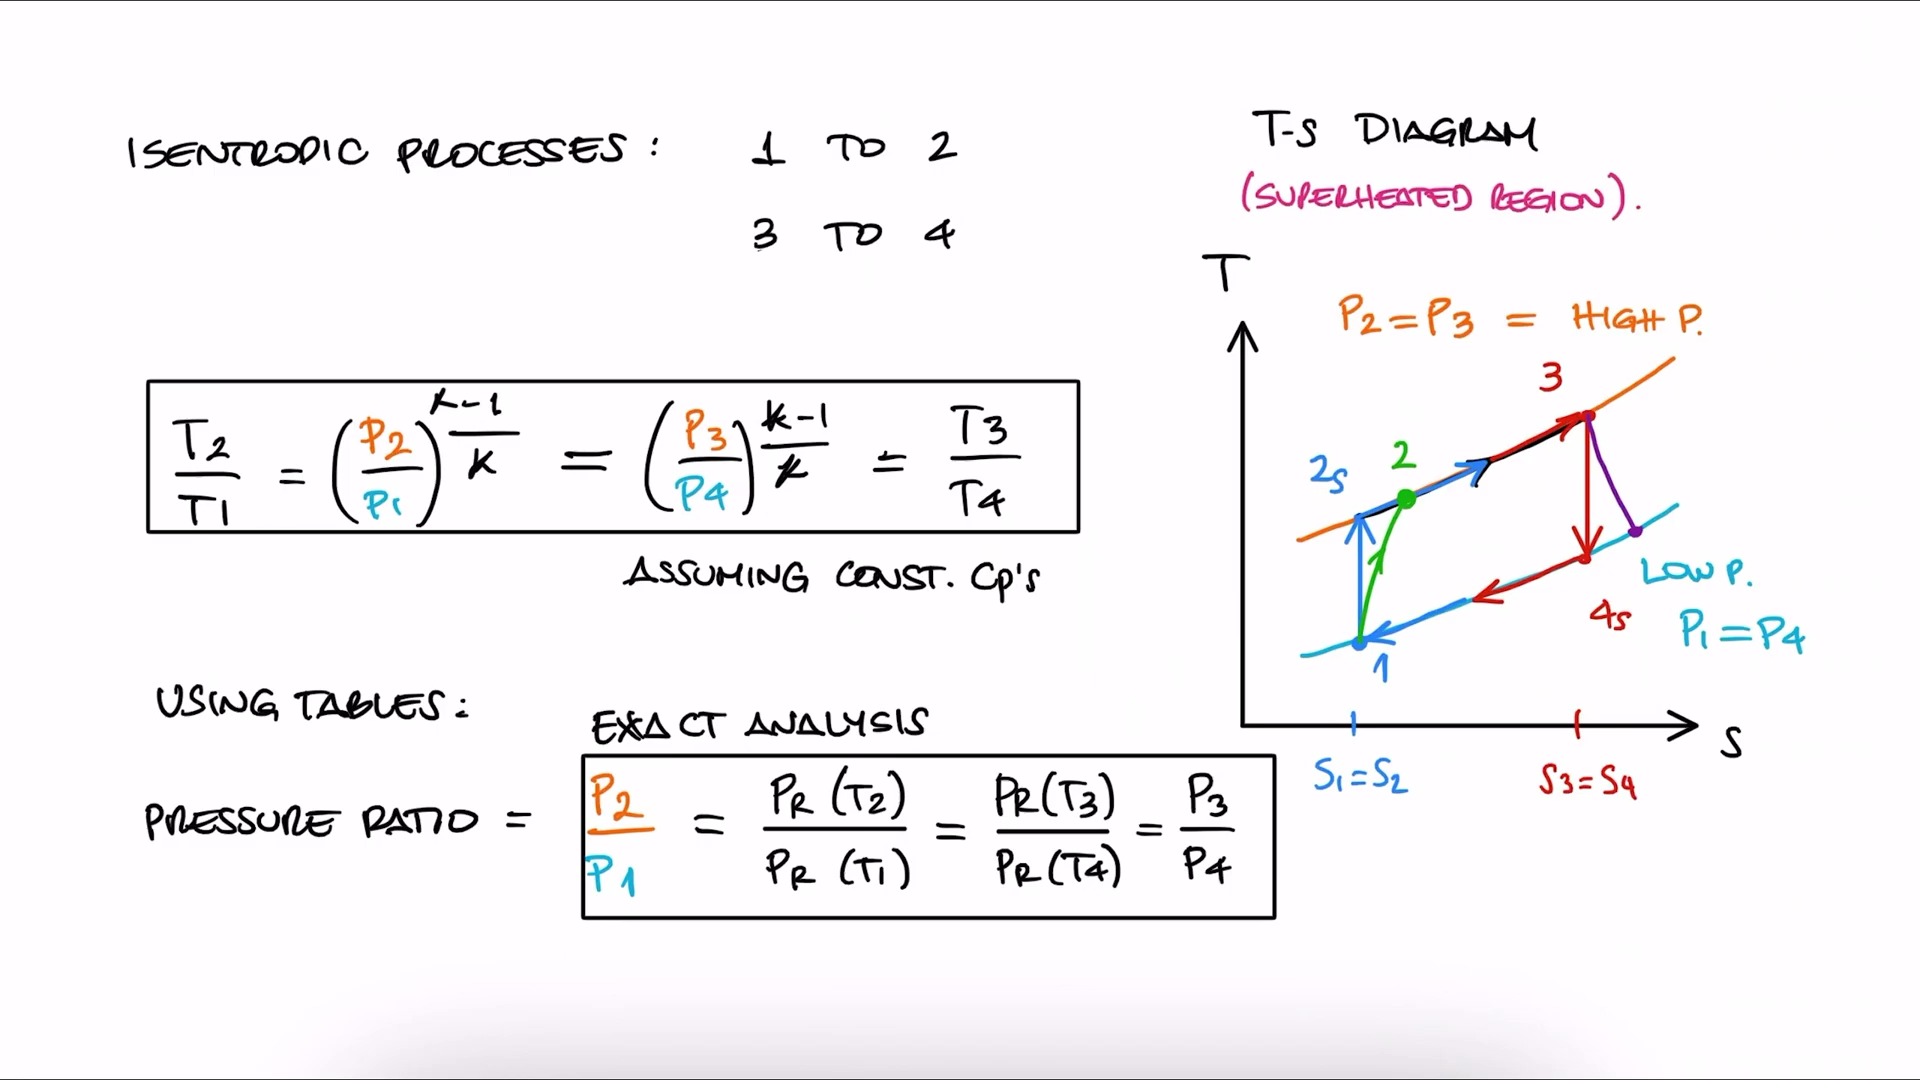 ISENTROPIC PROCESSES: 1 TO 2
3 TO 4
T2/T1 = (P2/P1)^(k-1/k) = (P3/P4)^(k-1/k) = T3/T4
ASSUMING CONST. Cp's
USING TABLES:
EXACT ANALYSIS
PRESSURE RATIO = P2/P1 = PR(T2)/PR(T1) = PR(T3)/PR(T4) = P3/P4
T-S DIAGRAM
(SUPERHEATED REGION).
T
P2=P3 = HIGH P.
3
2
2s
LOW P.
4s
P1=P4
1
S
S1=S2
S3=S4